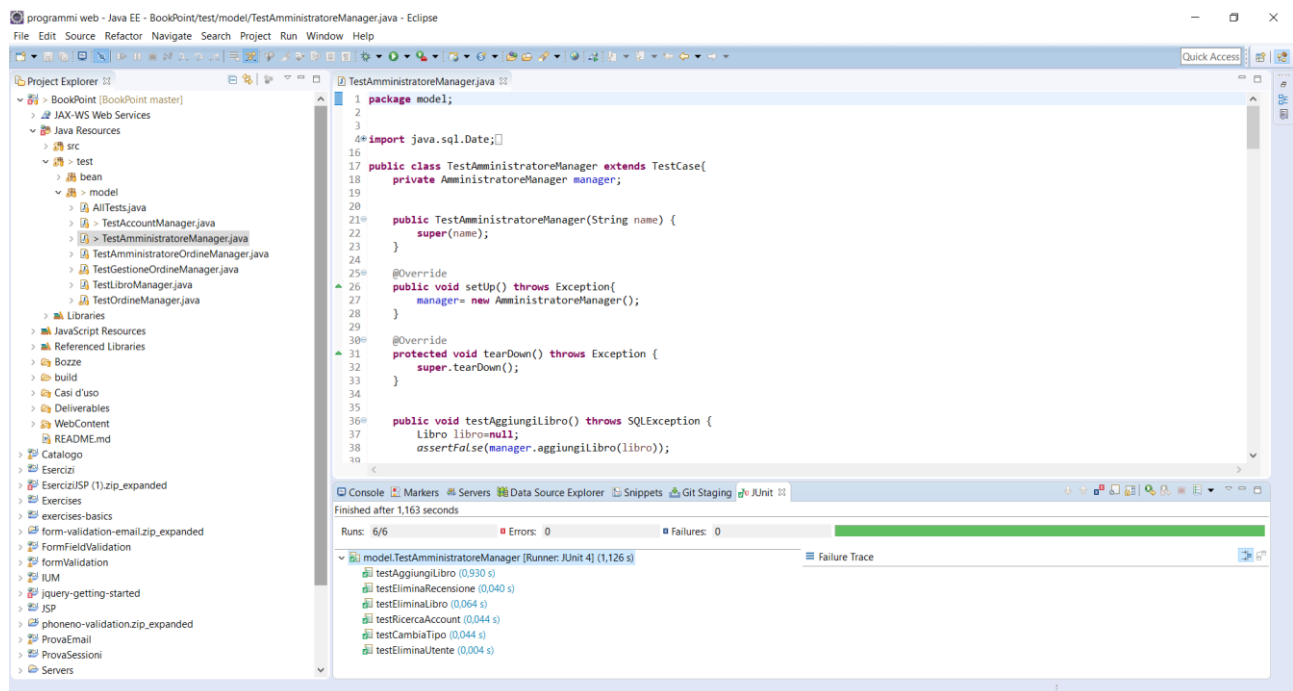 programmi web - Java EE - BookPoint/test/model/TestAmministratoreManager.java - Eclipse
File Edit Source Refactor Navigate Search Project Run Window Help
Quick Access
Project Explorer
> BookPoint [BookPoint master]
JAX-WS Web Services
Java Resources
src
> test
bean
> model
AllTests.java
> TestAccountManager.java
> TestAmministratoreManager.java
TestAmministratoreOrdineManager.java
TestGestioneOrdineManager.java
TestLibroManager.java
TestOrdineManager.java
Libraries
JavaScript Resources
Referenced Libraries
Bozze
build
Casi d'uso
Deliverables
WebContent
README.md
Catalogo
Esercizi
EserciziJSP (1).zip_expanded
Exercises
exercises-basics
form-validation-email.zip_expanded
FormFieldValidation
formValidation
IUM
jquery-getting-started
JSP
phoneno-validation.zip_expanded
ProvaEmail
ProvaSessioni
Servers
TestAmministratoreManager.java
1 package model;
2
3
4 import java.sql.Date;
16
17 public class TestAmministratoreManager extends TestCase{
18 private AmministratoreManager manager;
19
20
21 public TestAmministratoreManager(String name) {
22 super(name);
23 }
24
25 @Override
26 public void setUp() throws Exception{
27 manager= new AmministratoreManager();
28 }
29
30 @Override
31 protected void tearDown() throws Exception {
32 super.tearDown();
33 }
34
35
36 public void testAggiungiLibro() throws SQLException {
37 Libro libro=null;
38 assertFalse(manager.aggiungiLibro(libro));
39
Console Markers Servers Data Source Explorer Snippets Git Staging JUnit
Finished after 1,163 seconds
Runs: 6/6 Errors: 0 Failures: 0
model.TestAmministratoreManager [Runner: JUnit 4] (1,126 s)
testAggiungiLibro (0,930 s)
testEliminaRecensione (0,040 s)
testEliminaLibro (0,064 s)
testRicercaAccount (0,044 s)
testCambiaTipo (0,044 s)
testEliminaUtente (0,004 s)
Failure Trace